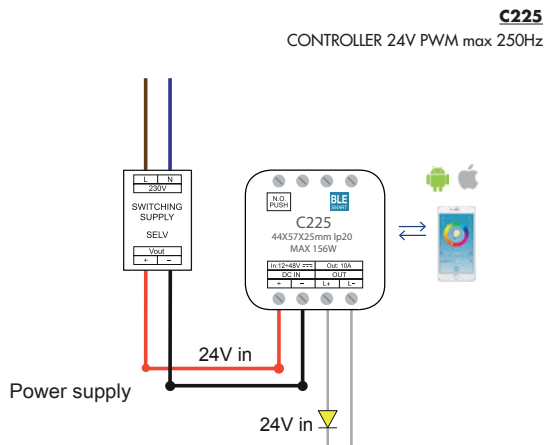 C225
CONTROLLER 24V PWM max 250Hz
L N
230V
SWITCHING
SUPPLY
SELV
Vout
+ −
N.O.
PUSH
BLE
SMART
C225
44X57X25mm Ip20
MAX 156W
In:12÷48V Out: 10A
DC IN OUT
+ − L+ L-
24V in
Power supply
24V in